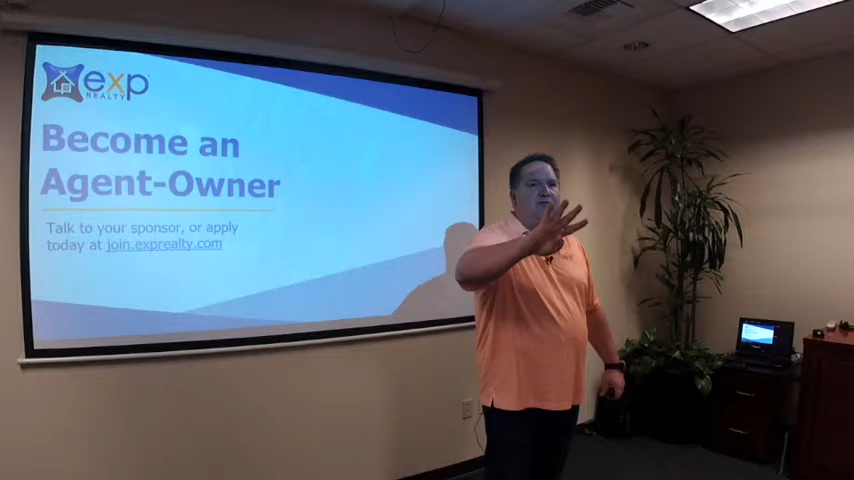 exp
REALTY
Become an
Agent-Owner
Talk to your sponsor, or apply
today at join.exprealty.com